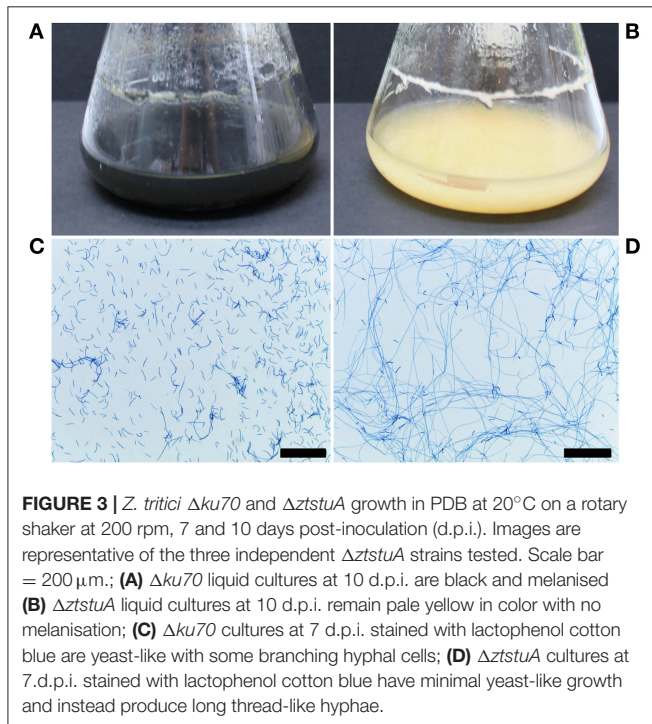 A
B
C
D
FIGURE 3 | Z. tritici Δku70 and ΔztstuA growth in PDB at 20°C on a rotary
shaker at 200 rpm, 7 and 10 days post-inoculation (d.p.i.). Images are
representative of the three independent ΔztstuA strains tested. Scale bar
= 200 μm.; (A) Δku70 liquid cultures at 10 d.p.i. are black and melanised
(B) ΔztstuA liquid cultures at 10 d.p.i. remain pale yellow in color with no
melanisation; (C) Δku70 cultures at 7 d.p.i. stained with lactophenol cotton
blue are yeast-like with some branching hyphal cells; (D) ΔztstuA cultures at
7.d.p.i. stained with lactophenol cotton blue have minimal yeast-like growth
and instead produce long thread-like hyphae.